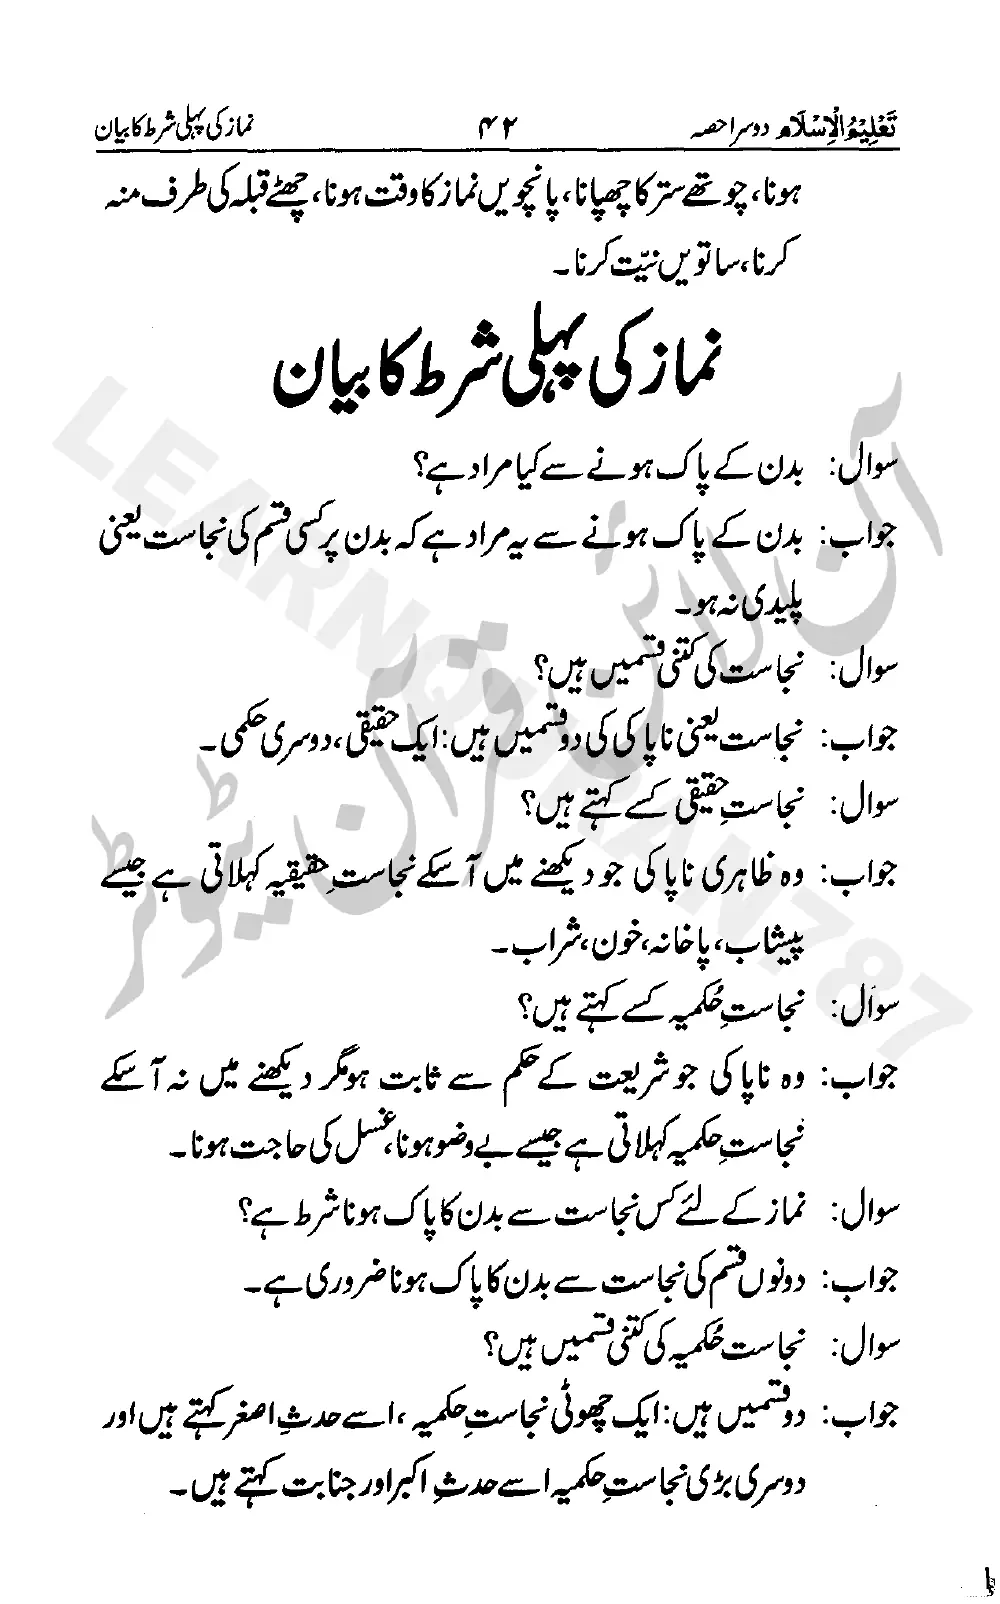 تَعْلِيْمُ الْاِسْلَام دوسرا حصہ ۴۲ نماز کی پہلی شرط کا بیان
ہونا، چوتھے ستر کا چھپانا، پانچویں نماز کا وقت ہونا، چھٹے قبلہ کی طرف منہ
کرنا، ساتویں نیّت کرنا۔
نماز کی پہلی شرط کا بیان
سوال: بدن کے پاک ہونے سے کیا مراد ہے؟
جواب: بدن کے پاک ہونے سے یہ مراد ہے کہ بدن پر کسی قسم کی نجاست یعنی
پلیدی نہ ہو۔
سوال: نجاست کی کتنی قسمیں ہیں؟
جواب: نجاست یعنی ناپاکی کی دو قسمیں ہیں: ایک حقیقی، دوسری حکمی۔
سوال: نجاستِ حقیقی کسے کہتے ہیں؟
جواب: وہ ظاہری ناپاکی جو دیکھنے میں آسکے نجاستِ حقیقیہ کہلاتی ہے جیسے
پیشاب، پاخانہ، خون، شراب۔
سوال: نجاستِ حُکمیہ کسے کہتے ہیں؟
جواب: وہ ناپاکی جو شریعت کے حکم سے ثابت ہو مگر دیکھنے میں نہ آسکے
نجاستِ حکمیہ کہلاتی ہے جیسے بے وضو ہونا، غسل کی حاجت ہونا۔
سوال: نماز کے لئے کس نجاست سے بدن کا پاک ہونا شرط ہے؟
جواب: دونوں قسم کی نجاست سے بدن کا پاک ہونا ضروری ہے۔
سوال: نجاستِ حُکمیہ کی کتنی قسمیں ہیں؟
جواب: دو قسمیں ہیں: ایک چھوٹی نجاستِ حکمیہ، اسے حدثِ اصغر کہتے ہیں اور
دوسری بڑی نجاستِ حکمیہ اسے حدثِ اکبر اور جنابت کہتے ہیں۔
LEARNQURAN787
آن لائن قرآن ٹیوٹر